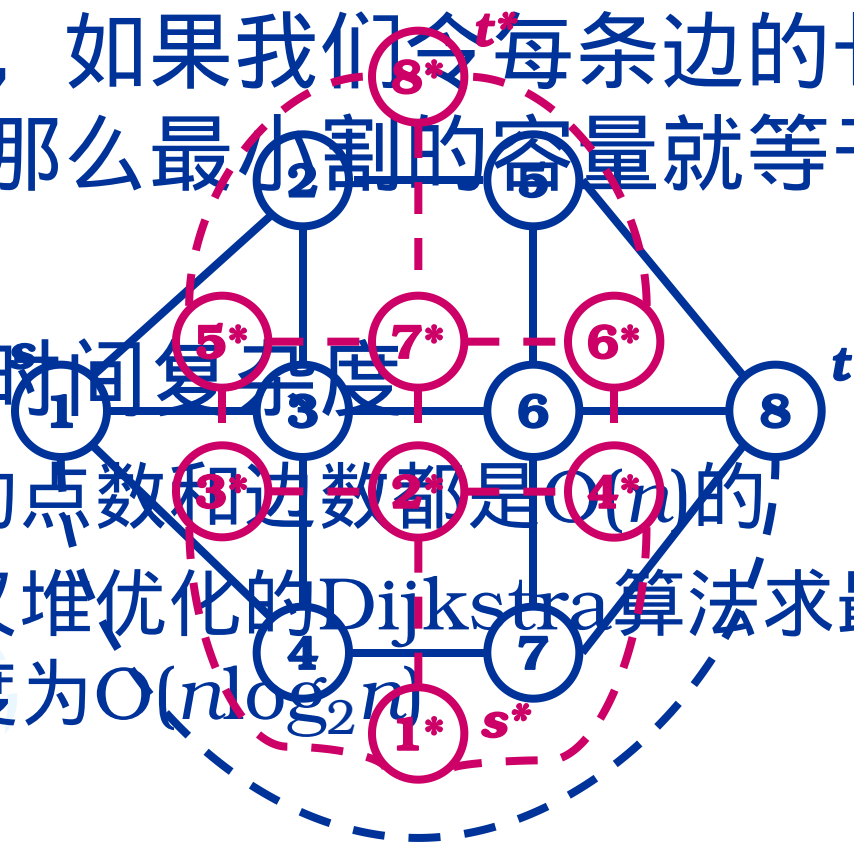 ，如果我们令每条边的
t*
8*
那么最小割的容量就等于
2 5
5* 7* 6*
s
时间复杂度
t
1 3 6 8
的点数和边数都是O(n)的
3* 2* 4*
堆优化的Dijkstra算法求最
4 7
度为O(nlog₂n)
1* s*